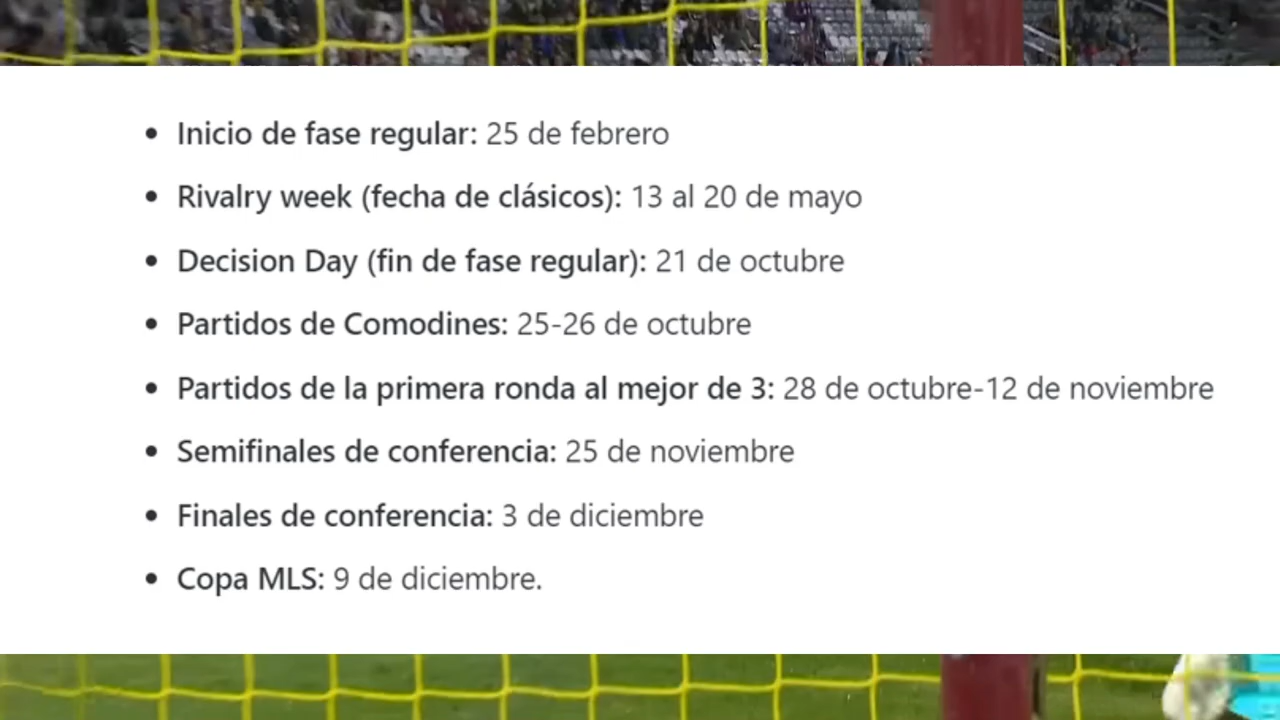 • Inicio de fase regular: 25 de febrero
• Rivalry week (fecha de clásicos): 13 al 20 de mayo
• Decision Day (fin de fase regular): 21 de octubre
• Partidos de Comodines: 25-26 de octubre
• Partidos de la primera ronda al mejor de 3: 28 de octubre-12 de noviembre
• Semifinales de conferencia: 25 de noviembre
• Finales de conferencia: 3 de diciembre
• Copa MLS: 9 de diciembre.